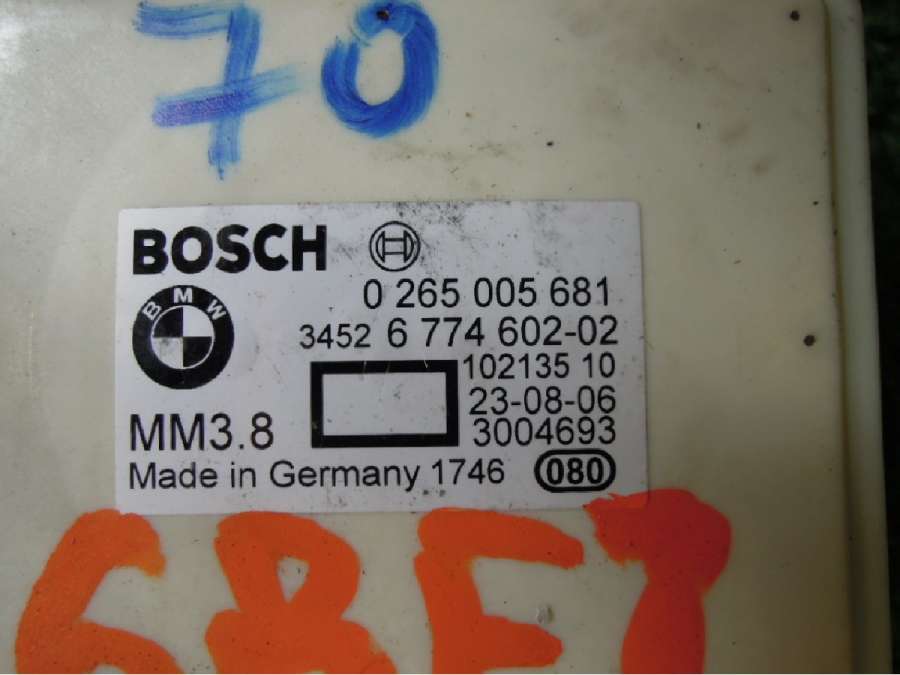 70
BOSCH
0 265 005 681
BMW
3452 6 774 602-02
102135 10
23-08-06
MM3.8
3004693
Made in Germany 1746 080